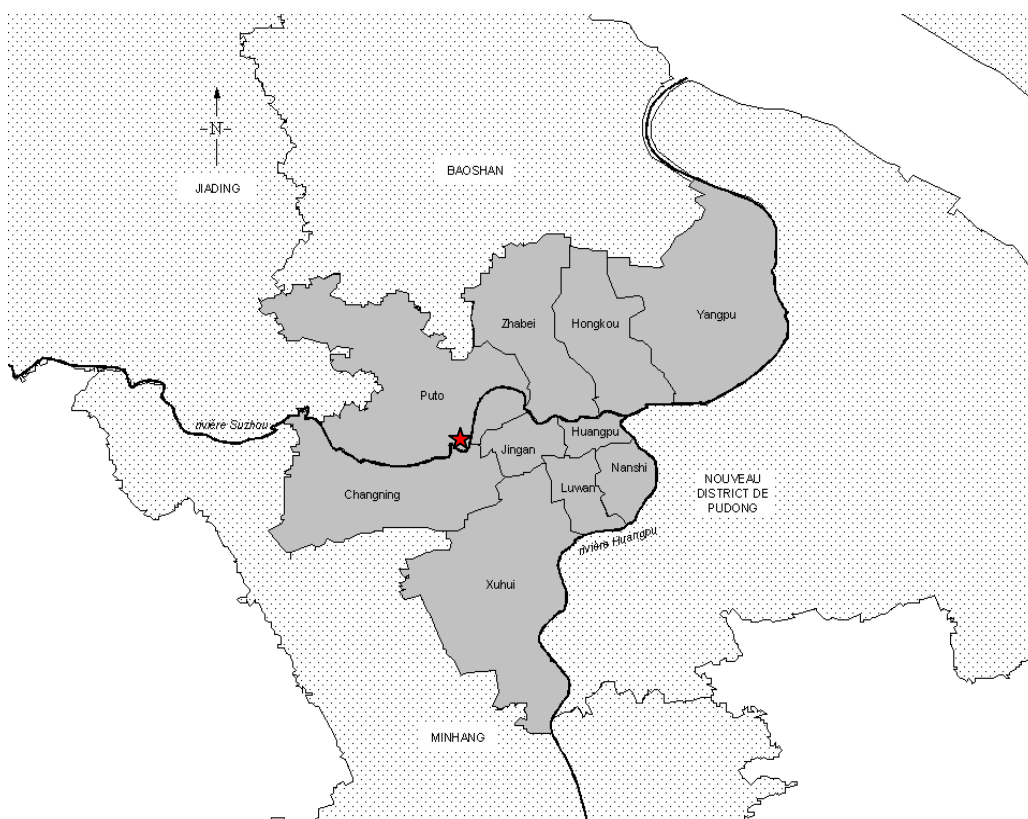 -N-
BAOSHAN
JIADING
Zhabei
Hongkou
Yangpu
Puto
rivière Suzhou
Huangpu
Jingan
Nanshi
NOUVEAU
DISTRICT DE
PUDONG
Changning
Luwan
rivière Huangpu
Xuhui
MINHANG